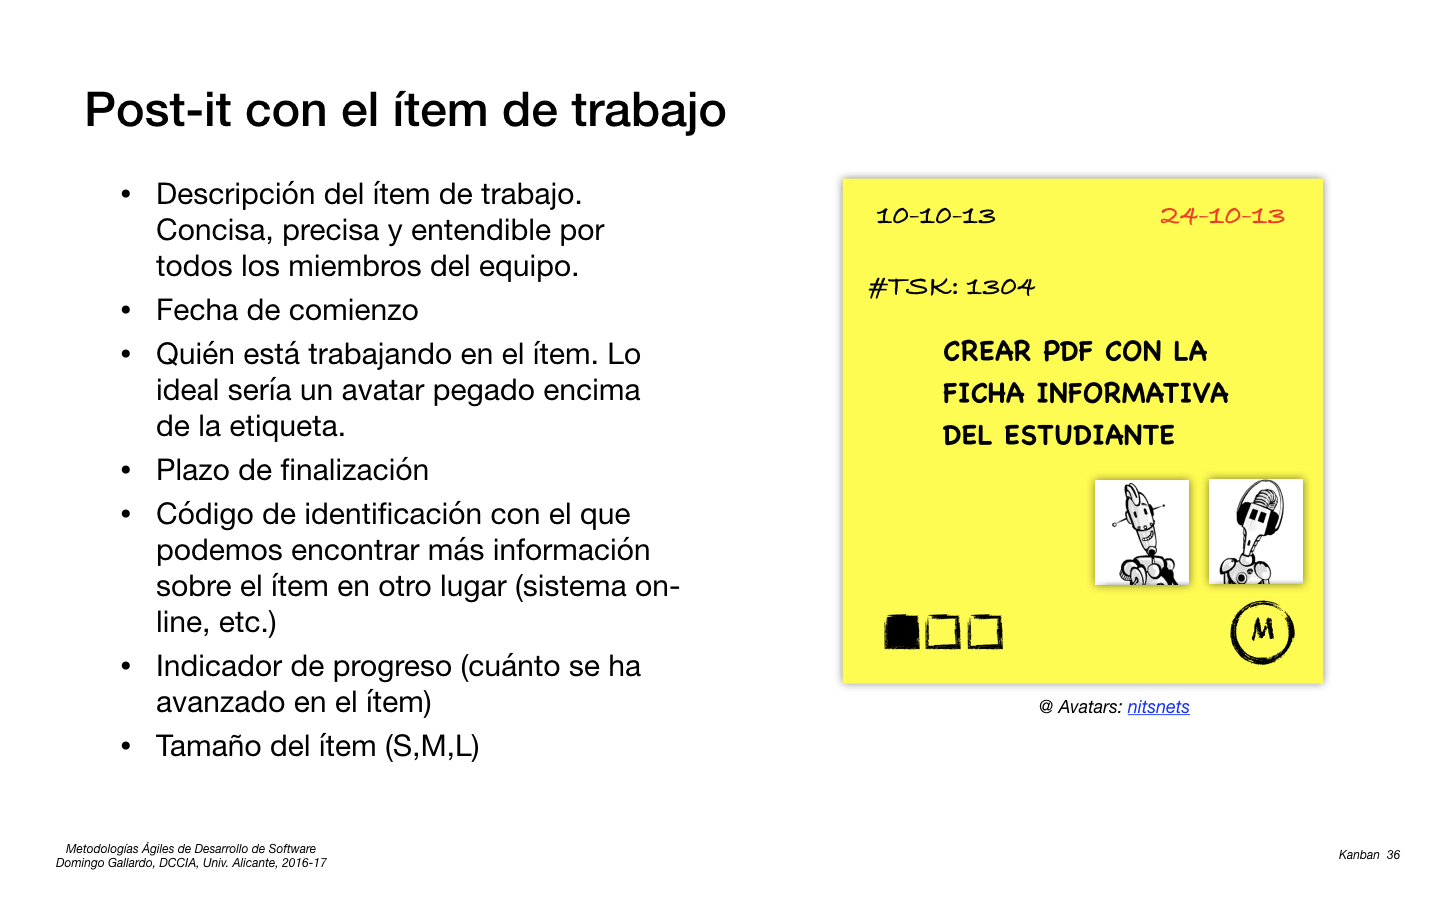 Post-it con el ítem de trabajo
• Descripción del ítem de trabajo.
Concisa, precisa y entendible por
todos los miembros del equipo.
• Fecha de comienzo
• Quién está trabajando en el ítem. Lo
ideal sería un avatar pegado encima
de la etiqueta.
• Plazo de finalización
• Código de identificación con el que
podemos encontrar más información
sobre el ítem en otro lugar (sistema on-
line, etc.)
• Indicador de progreso (cuánto se ha
avanzado en el ítem)
• Tamaño del ítem (S,M,L)
10-10-13
24-10-13
#TSK: 1304
CREAR PDF CON LA
FICHA INFORMATIVA
DEL ESTUDIANTE
M
@ Avatars: nitsnets
Metodologías Ágiles de Desarrollo de Software
Domingo Gallardo, DCCIA, Univ. Alicante, 2016-17
Kanban 36